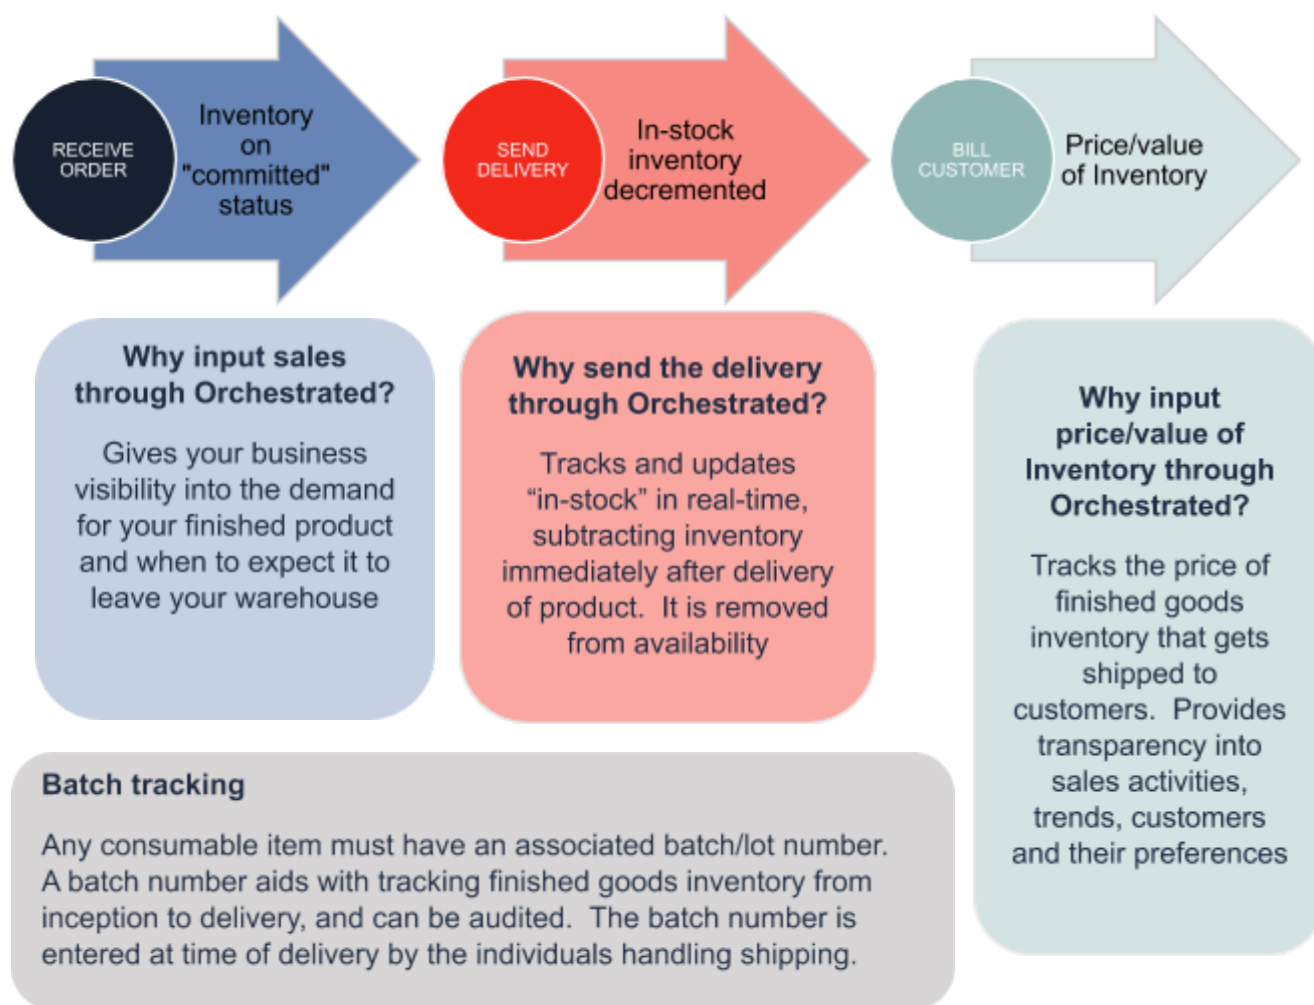 RECEIVE
ORDER
Inventory
on
"committed"
status
SEND
DELIVERY
In-stock
inventory
decremented
BILL
CUSTOMER
Price/value
of Inventory
Why input sales
through Orchestrated?
Gives your business
visibility into the demand
for your finished product
and when to expect it to
leave your warehouse
Why send the delivery
through Orchestrated?
Tracks and updates
“in-stock” in real-time,
subtracting inventory
immediately after delivery
of product.  It is removed
from availability
Why input
price/value of
Inventory through
Orchestrated?
Tracks the price of
finished goods
inventory that gets
shipped to
customers.  Provides
transparency into
sales activities,
trends, customers
and their preferences
Batch tracking
Any consumable item must have an associated batch/lot number.
A batch number aids with tracking finished goods inventory from
inception to delivery, and can be audited.  The batch number is
entered at time of delivery by the individuals handling shipping.